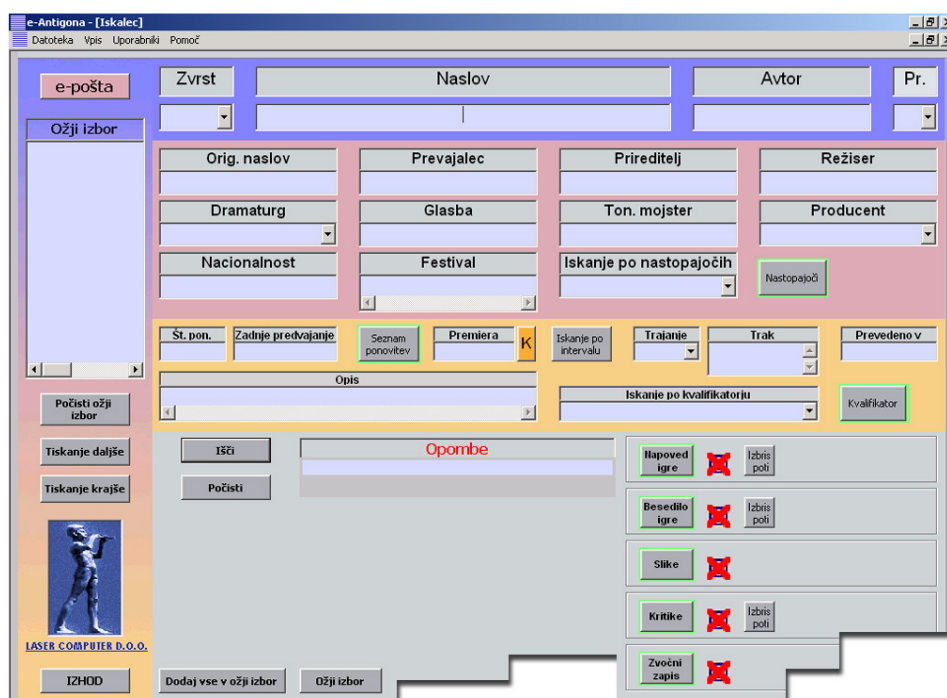 e-Antigona - [Iskalec]
Datoteka Vpis Uporabniki Pomoč
e-pošta
Zvrst Naslov Avtor Pr.
Ožji izbor
Orig. naslov Prevajalec Prireditelj Režiser
Dramaturg Glasba Ton. mojster Producent
Nacionalnost Festival Iskanje po nastopajočih
Nastopajoči
Št. pon. Zadnje predvajanje Seznam ponovitev Premiera K Iskanje po intervalu Trajanje Trak Prevedeno v
Opis Iskanje po kvalifikatorju Kvalifikator
Počisti ožji
izbor
Tiskanje daljše
Tiskanje krajše
LASER COMPUTER D.O.O.
IZHOD
Išči
Počisti
Opombe
Napoved
igre
Izbris
poti
Besedilo
igre
Izbris
poti
Slike
Kritike
Izbris
poti
Zvočni
zapis
Dodaj vse v ožji izbor Ožji izbor